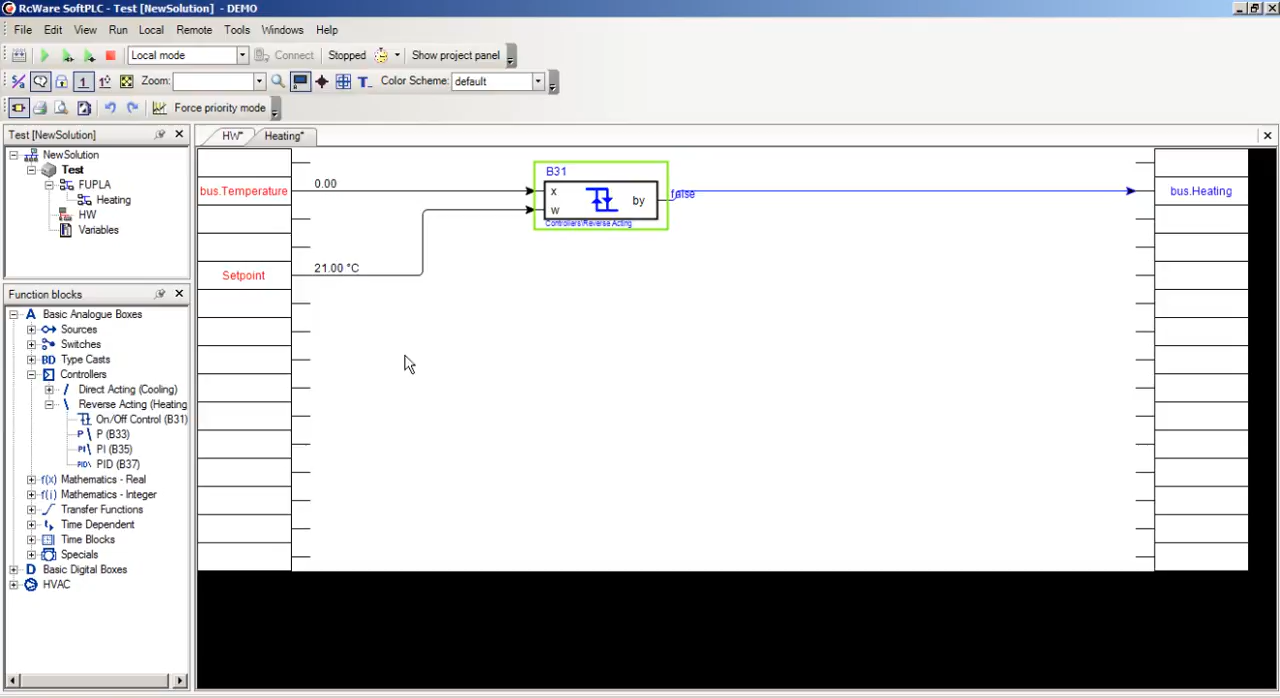 RcWare SoftPLC - Test [NewSolution] - DEMO
File Edit View Run Local Remote Tools Windows Help
Local mode Connect Stopped Show project panel
Zoom: Color Scheme: default
Force priority mode
Test [NewSolution]
NewSolution
Test
FUPLA
Heating
HW
Variables
Function blocks
Basic Analogue Boxes
Sources
Switches
Type Casts
Controllers
Direct Acting (Cooling)
Reverse Acting (Heating
On/Off Control (B31)
P (B33)
PI (B35)
PID (B37)
Mathematics - Real
Mathematics - Integer
Transfer Functions
Time Dependent
Time Blocks
Specials
Basic Digital Boxes
HVAC
HW* Heating*
bus.Temperature 0.00
B31
x
w
by
Controllers\Reverse Acting
false
bus.Heating
Setpoint 21.00 °C